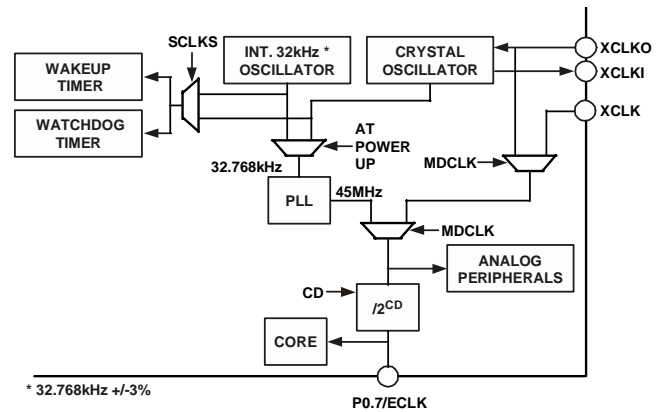 SCLKS
INT. 32kHz *
OSCILLATOR
CRYSTAL
OSCILLATOR
XCLKO
XCLKI
XCLK
WAKEUP
TIMER
WATCHDOG
TIMER
AT
POWER
UP
MDCLK
32.768kHz
PLL
45MHz
MDCLK
ANALOG
PERIPHERALS
CD
/2CD
CORE
* 32.768kHz +/-3%
P0.7/ECLK